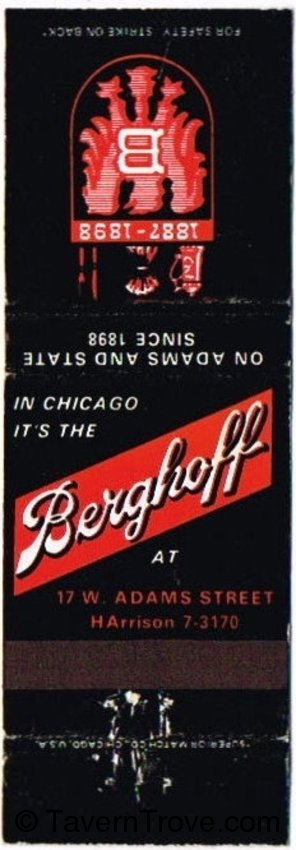 "FOR SAFETY STRIKE ON BACK"
B
1887-1898
ON ADAMS AND STATE
SINCE 1898
IN CHICAGO
IT'S THE
Berghoff
AT
17 W. ADAMS STREET
HArrison 7-3170
SUPERIOR MATCH CO., CHICAGO, U.S.A.
© TavernTrove.com